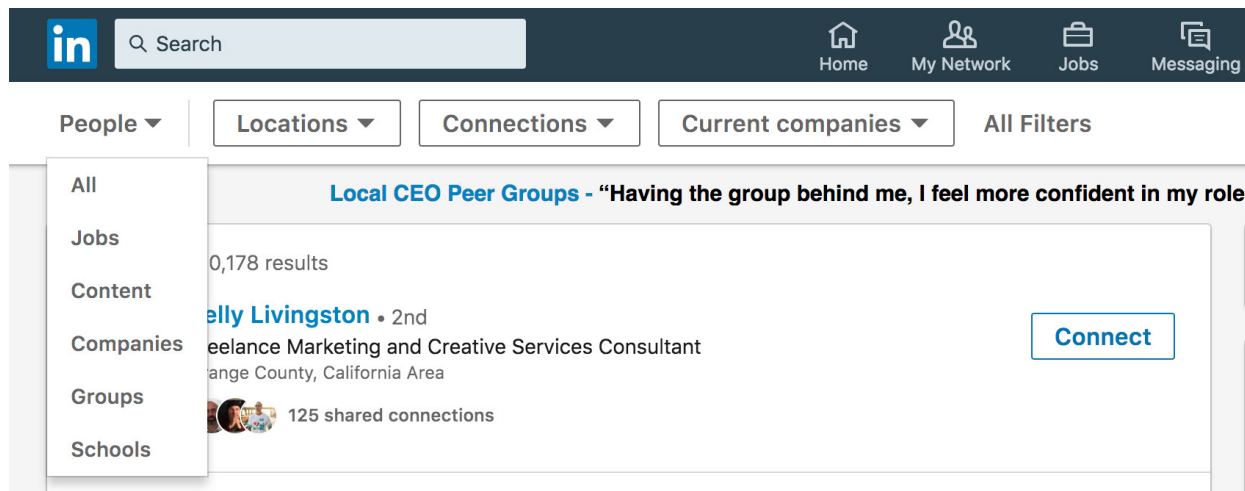 in
Search
Home
My Network
Jobs
Messaging
People
Locations
Connections
Current companies
All Filters
All
Jobs
Content
Companies
Groups
Schools
Local CEO Peer Groups - “Having the group behind me, I feel more confident in my role
0,178 results
elly Livingston • 2nd
eelance Marketing and Creative Services Consultant
ange County, California Area
125 shared connections
Connect